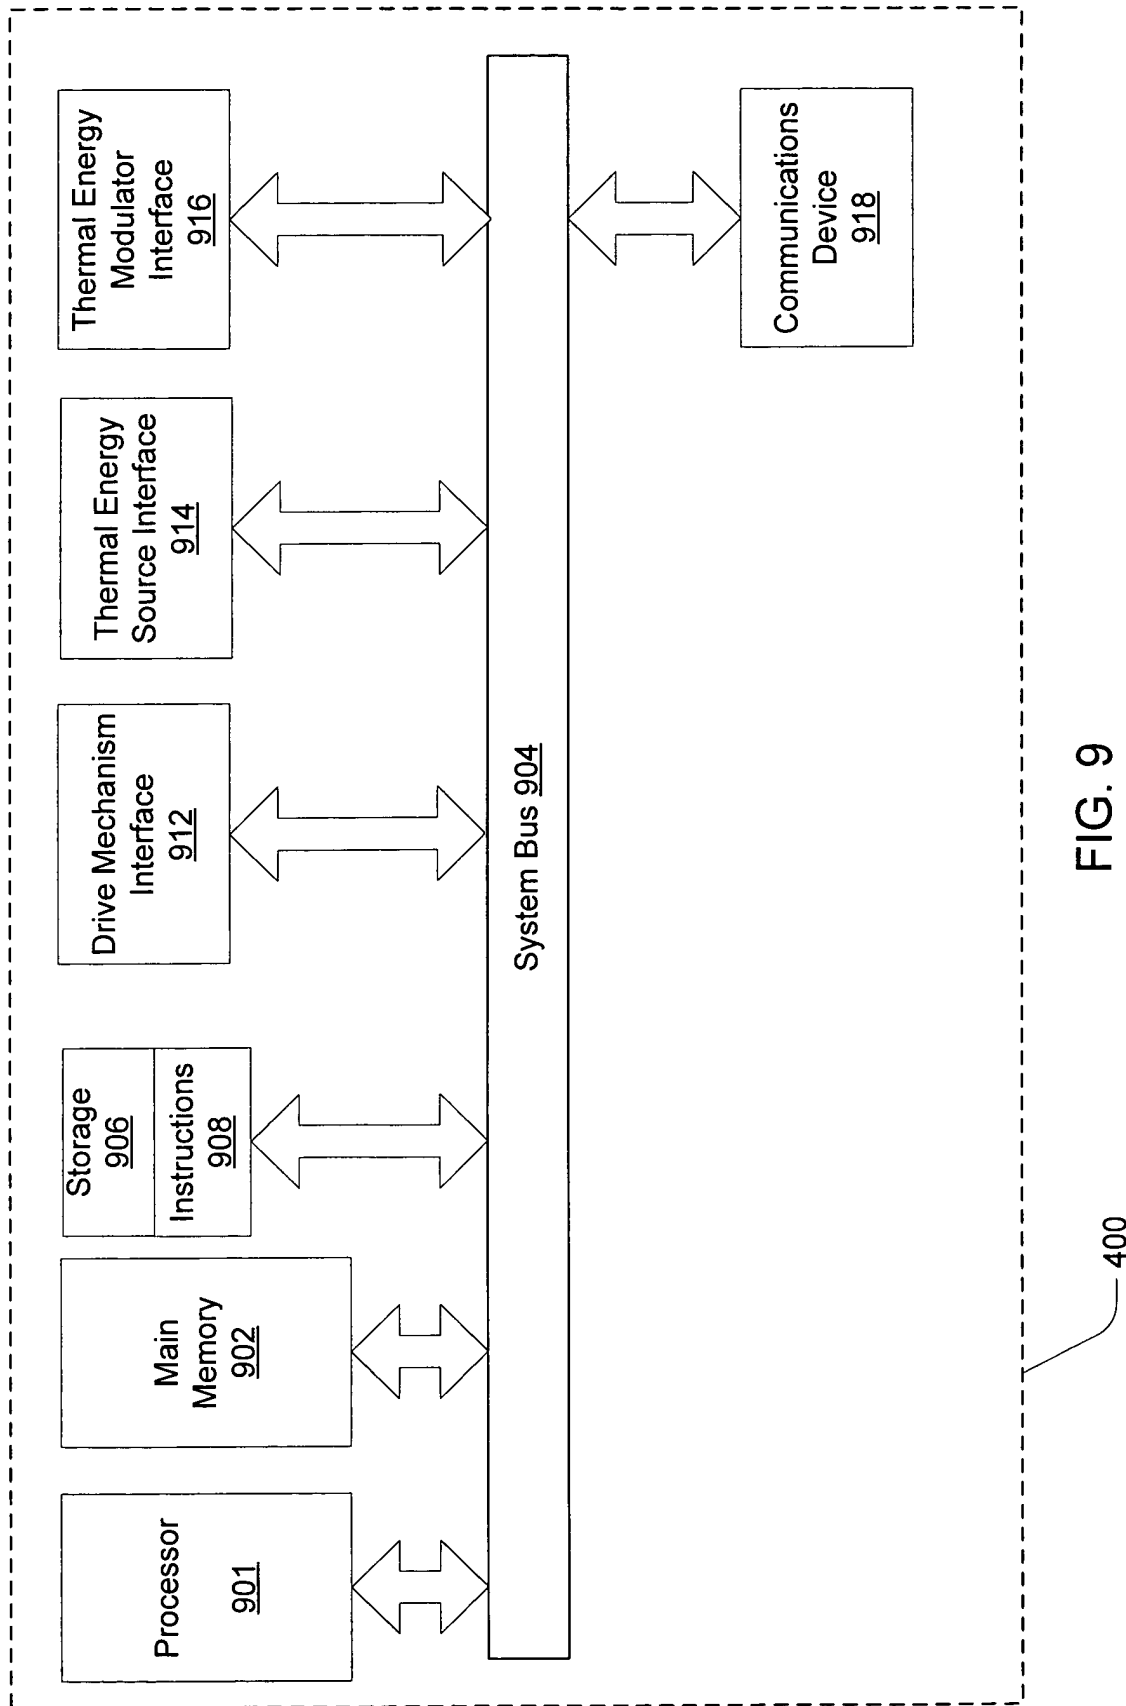 Processor
901
Main
Memory
902
Storage
906
Instructions
908
Drive Mechanism
Interface
912
Thermal Energy
Source Interface
914
Thermal Energy
Modulator
Interface
916
System Bus 904
Communications
Device
918
400
FIG. 9